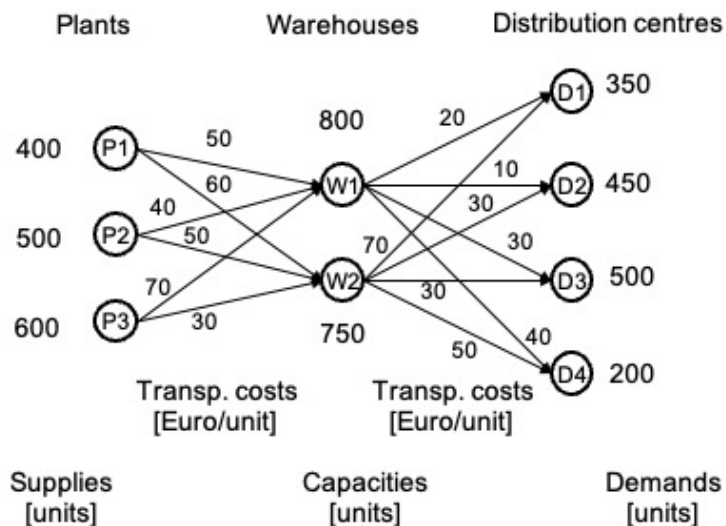 Plants Warehouses Distribution centres
D1 350
800
20
400 P1 50
60
W1 10 D2 450
40
30
500 P2 50
70 30
W2 D3 500
70
30
600 P3 30
750
40
50
D4 200
Transp. costs Transp. costs
[Euro/unit] [Euro/unit]
Supplies Capacities Demands
[units] [units] [units]